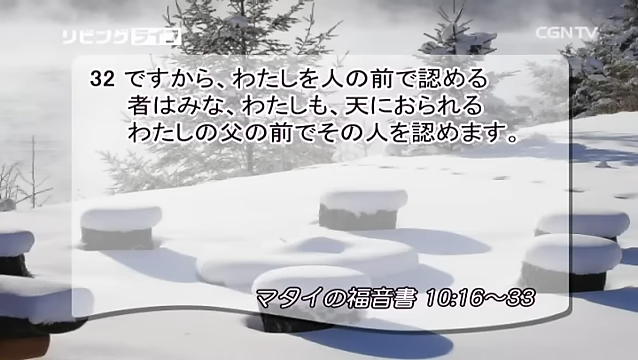 リビングライフ
CGNTV
32 ですから、わたしを人の前で認める
者はみな、わたしも、天におられる
わたしの父の前でその人を認めます。
マタイの福音書 10:16～33